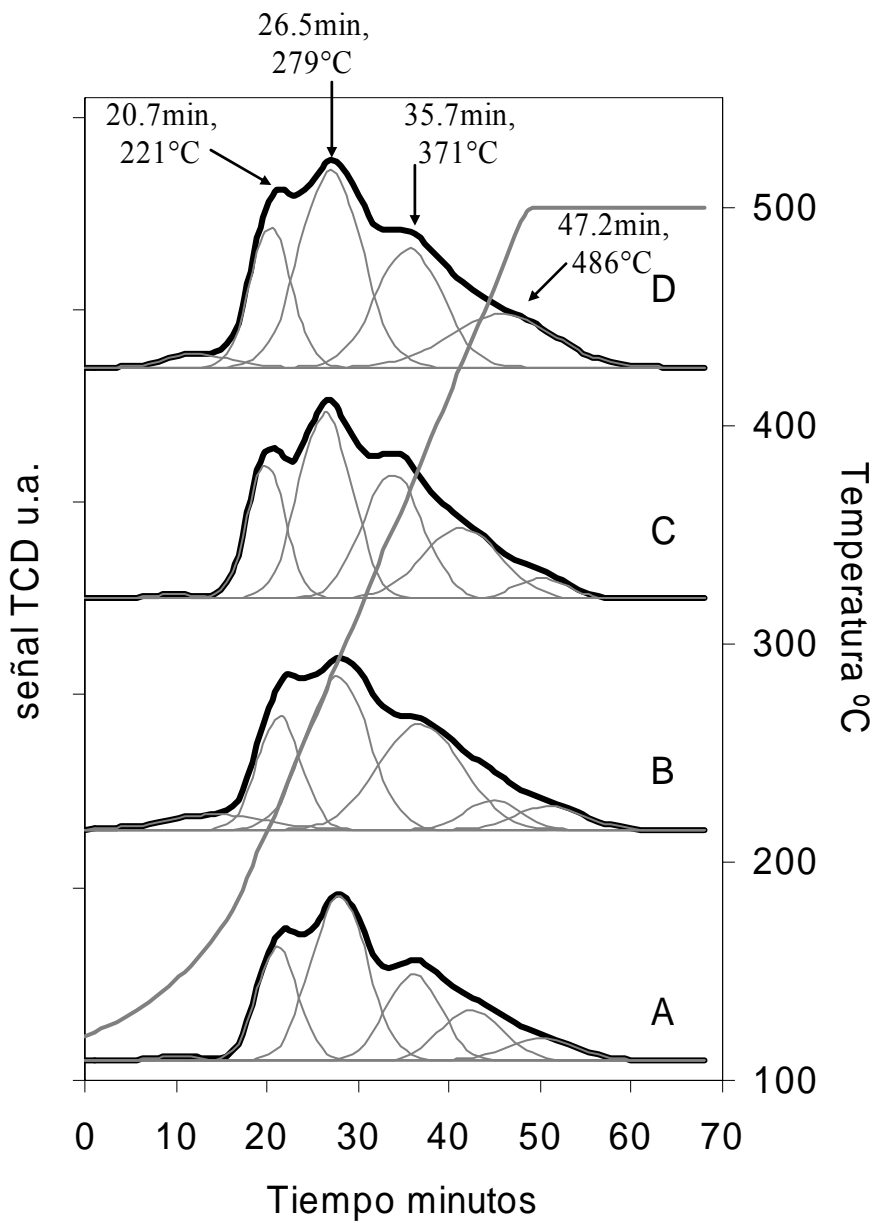 26.5min,
279°C
20.7min,
221°C
35.7min,
371°C
47.2min,
486°C
D
C
B
A
señal TCD u.a.
500
400
300
200
100
Temperatura ºC
0 10 20 30 40 50 60 70
Tiempo minutos